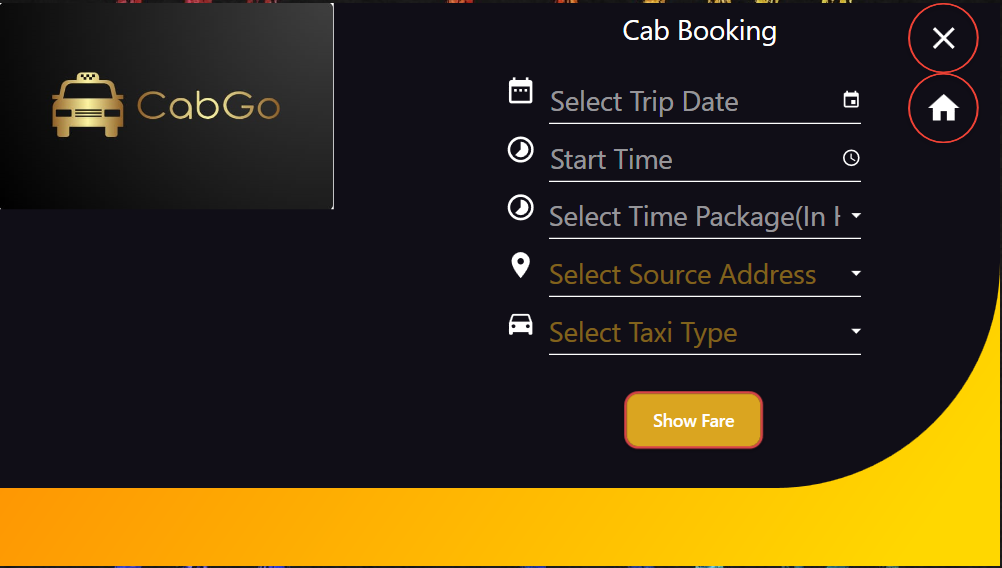 CabGo
Cab Booking
Select Trip Date
Start Time
Select Time Package(In
Select Source Address
Select Taxi Type
Show Fare